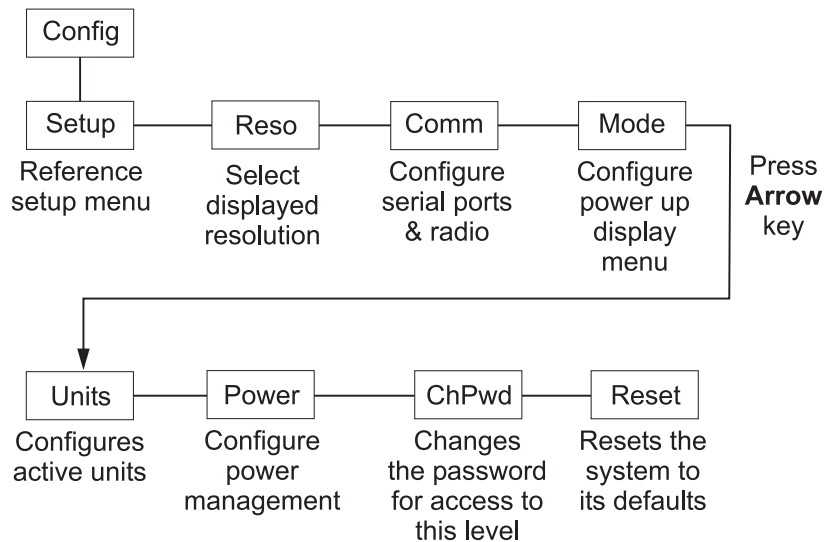 Config
Setup
Reso
Comm
Mode
Reference
setup menu
Select
displayed
resolution
Configure
serial ports
& radio
Configure
power up
display
menu
Press
Arrow
key
Units
Power
ChPwd
Reset
Configures
active units
Configure
power
management
Changes
the password
for access to
this level
Resets the
system to
its defaults